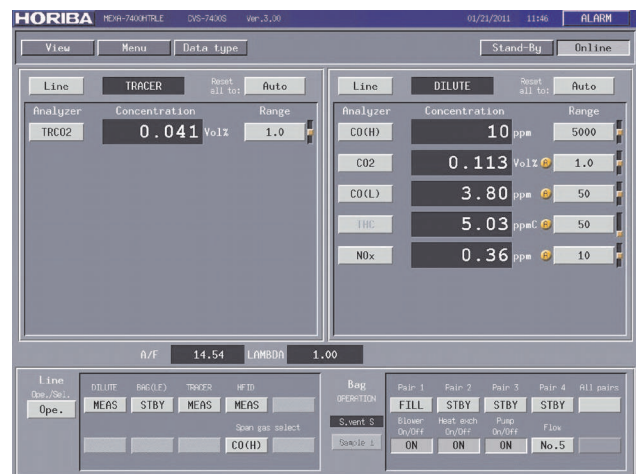 HORIBA MEXA-7400HTRLE CVS-7400S Ver.3.00 01/21/2011 11:46 ALARM
View Menu Data type Stand-By Online
Line TRACER Reset all to: Auto
Analyzer Concentration Range
TRCO2 0.041 Vol% 1.0
Line DILUTE Reset all to: Auto
Analyzer Concentration Range
CO(H) 10 ppm 5000
CO2 0.113 Vol% 1.0
CO(L) 3.80 ppm 50
THC 5.03 ppmC 50
NOx 0.36 ppm 10
A/F 14.54 LAMBDA 1.00
Line
Ope./Sel.
Ope.
DILUTE BAG(LE) TRACER HFID
MEAS STBY MEAS MEAS
Span gas select
CO(H)
Bag
OPERATION
S.vent S
Sample i
Pair 1 Pair 2 Pair 3 Pair 4 All pairs
FILL STBY STBY STBY
Blower On/Off Heat exch On/Off Pump On/Off Flow
ON ON ON No.5